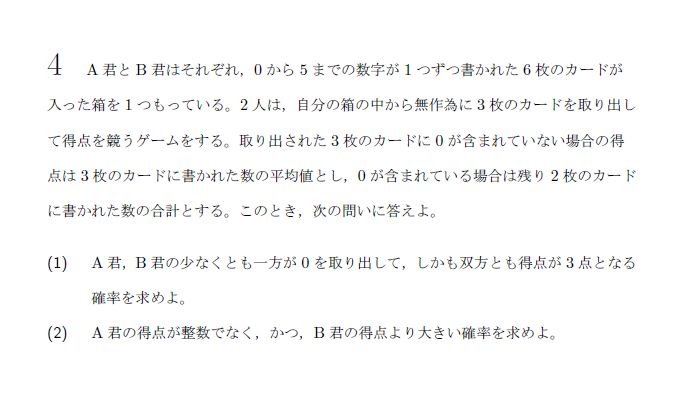 4 A 君と B 君はそれぞれ，0 から 5 までの数字が 1 つずつ書かれた 6 枚のカードが
入った箱を 1 つもっている。2 人は，自分の箱の中から無作為に 3 枚のカードを取り出し
て得点を競うゲームをする。取り出された 3 枚のカードに 0 が含まれていない場合の得
点は 3 枚のカードに書かれた数の平均値とし，0 が含まれている場合は残り 2 枚のカード
に書かれた数の合計とする。このとき，次の問いに答えよ。
(1) A 君，B 君の少なくとも一方が 0 を取り出して，しかも双方とも得点が 3 点となる
確率を求めよ。
(2) A 君の得点が整数でなく，かつ，B 君の得点より大きい確率を求めよ。